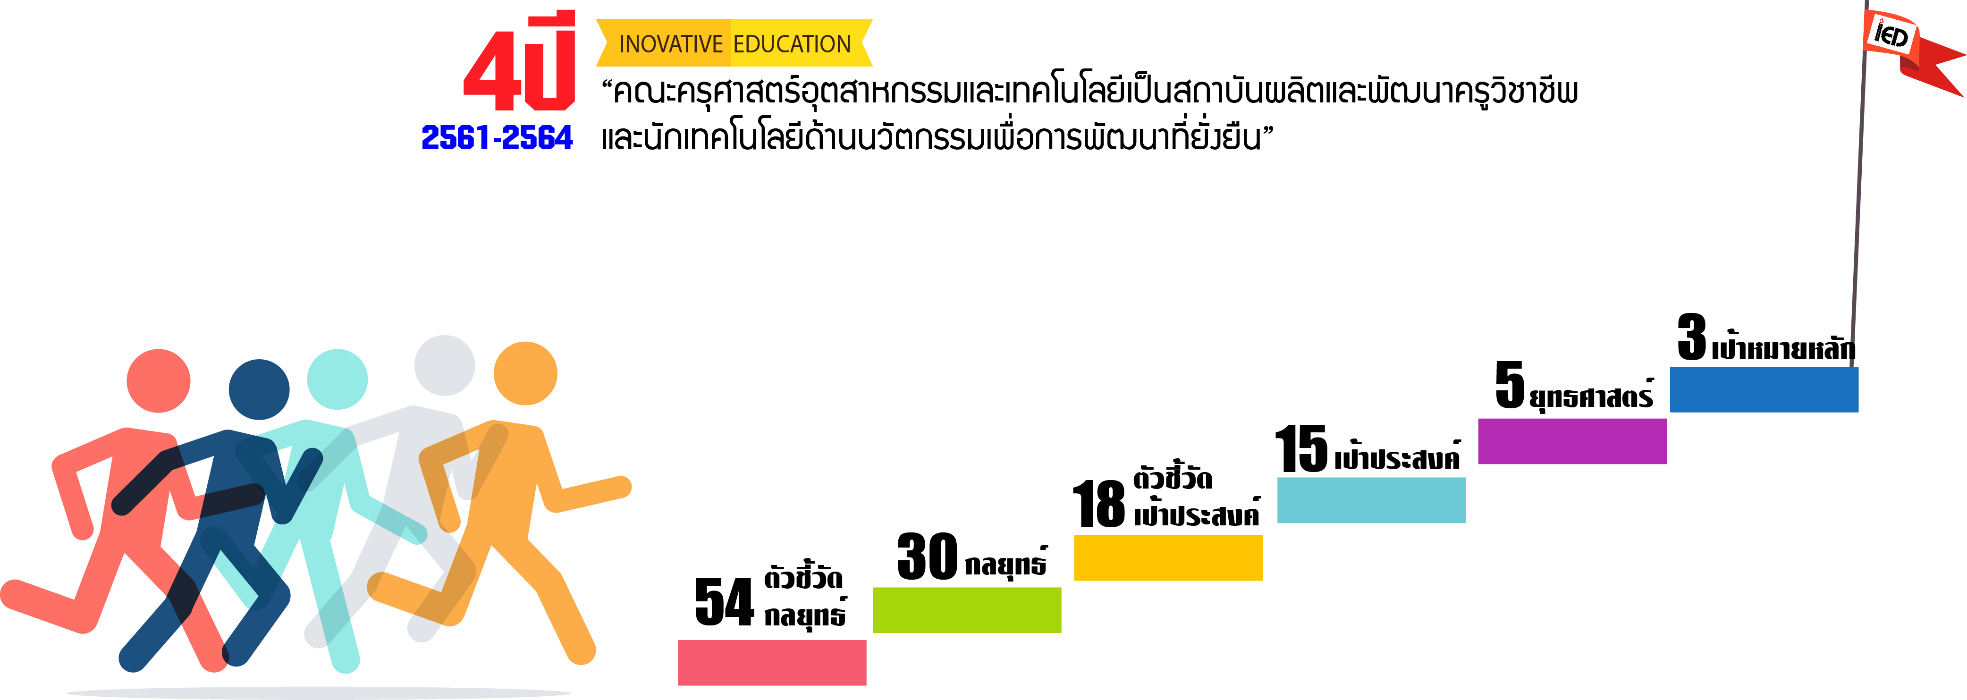 4ปี
2561-2564
INOVATIVE EDUCATION
“คณะครุศาสตร์อุตสาหกรรมและเทคโนโลยีเป็นสถาบันผลิตและพัฒนาครูวิชาชีพ
และนักเทคโนโลยีด้านนวัตกรรมเพื่อการพัฒนาที่ยั่งยืน”
iED
3 เป้าหมายหลัก
5 ยุทธศาสตร์
15 เป้าประสงค์
18 ตัวชี้วัด
เป้าประสงค์
30 กลยุทธ์
54 ตัวชี้วัด
กลยุทธ์